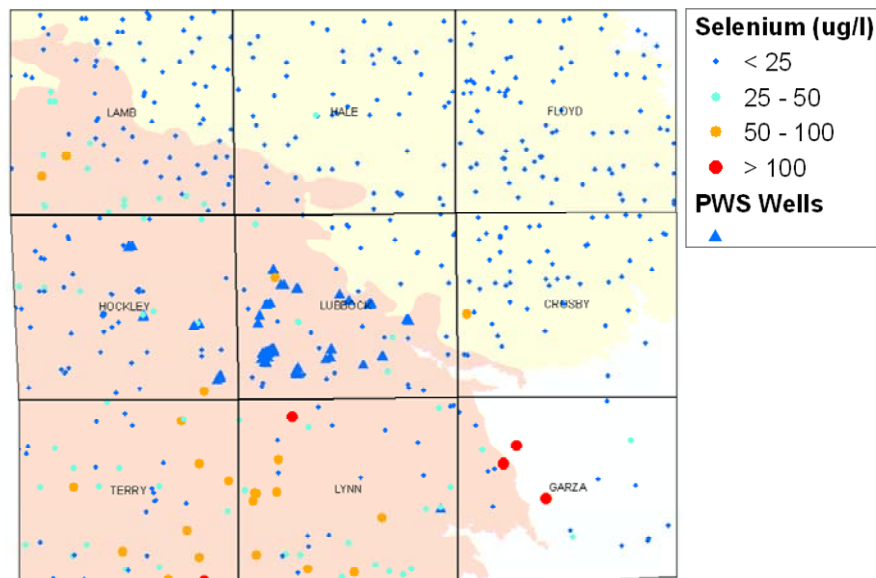 Selenium (ug/l)
< 25
25 - 50
50 - 100
> 100
PWS Wells
LAMB
HALE
FLOYD
HOCKLEY
LUBBOCK
CROSBY
TERRY
LYNN
GARZA